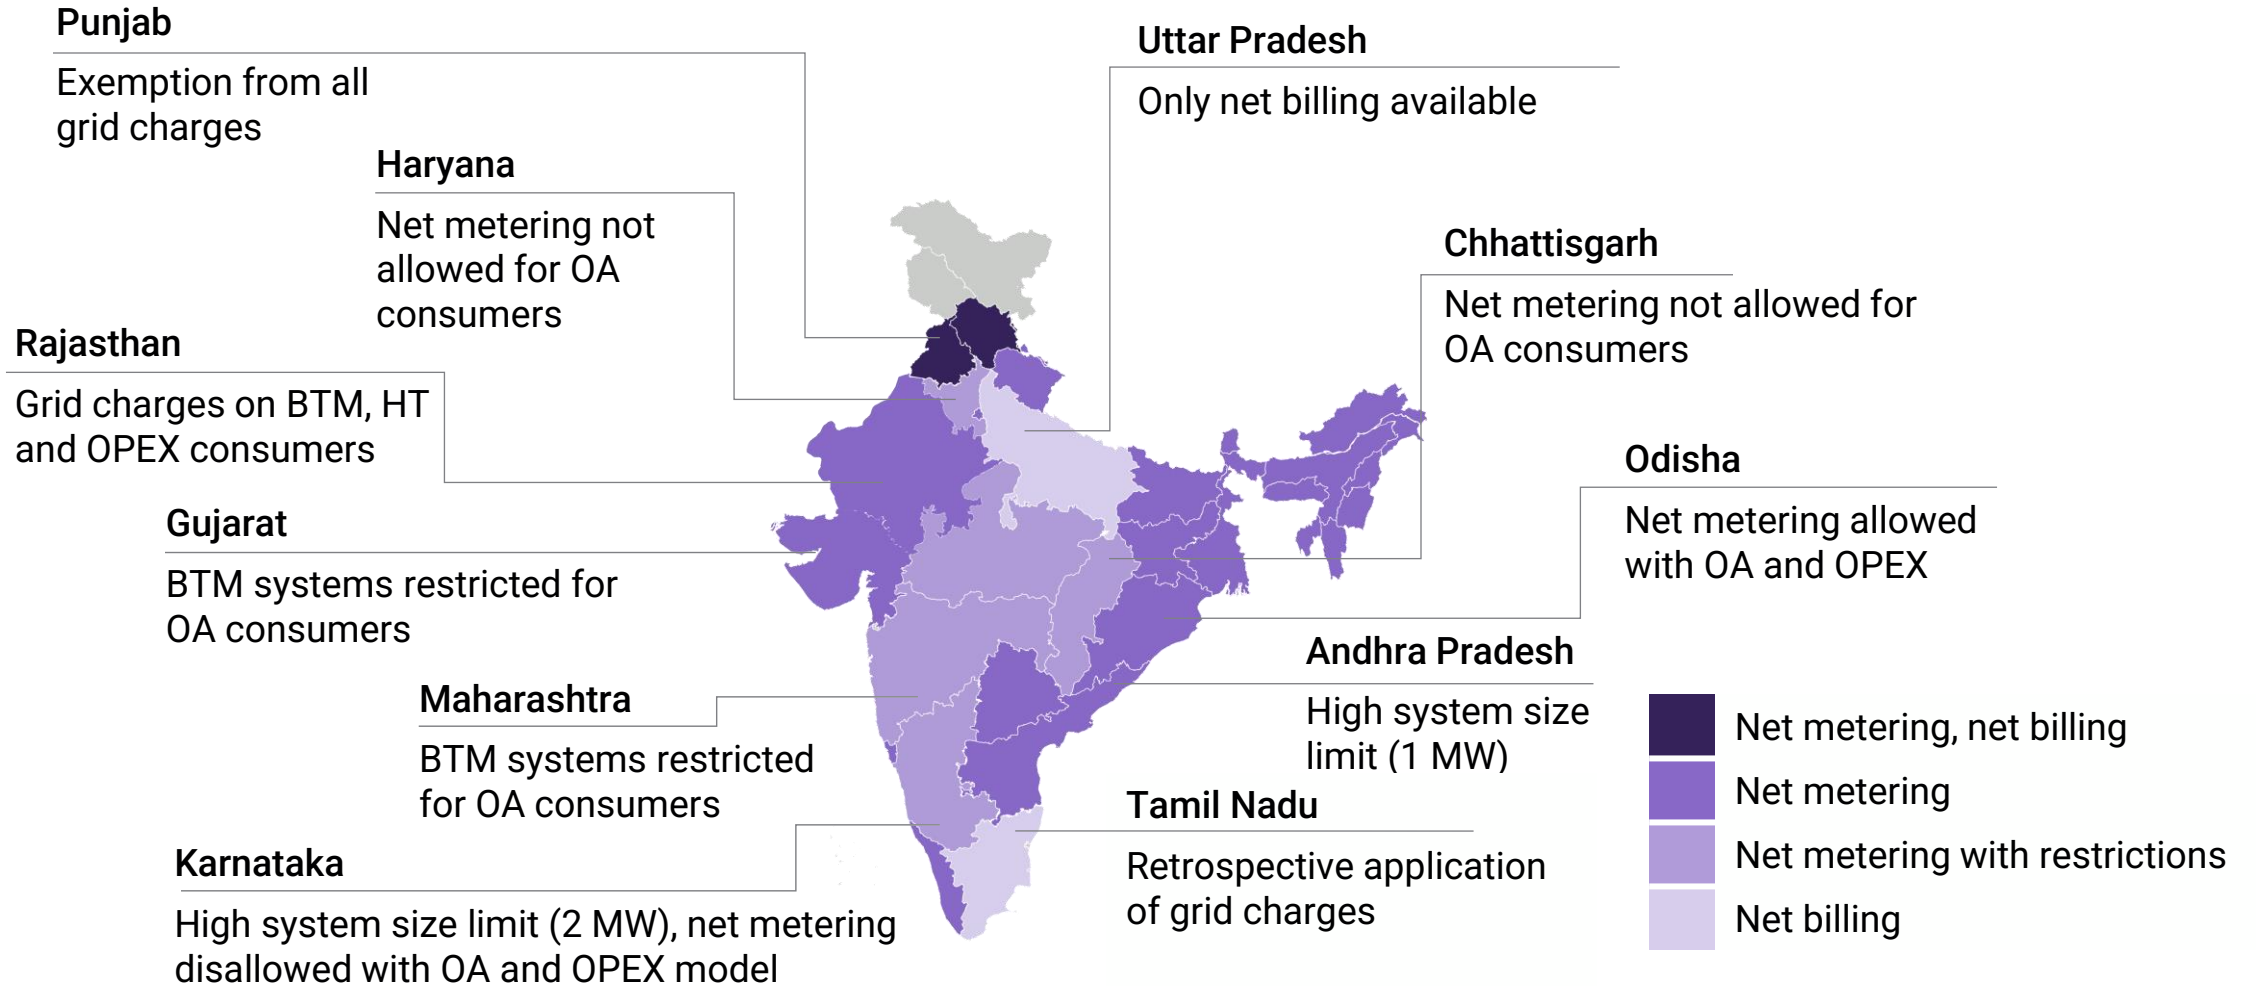 Punjab
Exemption from all
grid charges
Uttar Pradesh
Only net billing available
Haryana
Net metering not
allowed for OA
consumers
Chhattisgarh
Net metering not allowed for
OA consumers
Rajasthan
Grid charges on BTM, HT
and OPEX consumers
Odisha
Net metering allowed
with OA and OPEX
Gujarat
BTM systems restricted for
OA consumers
Andhra Pradesh
High system size
limit (1 MW)
Maharashtra
BTM systems restricted
for OA consumers
Tamil Nadu
Retrospective application
of grid charges
Karnataka
High system size limit (2 MW), net metering
disallowed with OA and OPEX model
Net metering, net billing
Net metering
Net metering with restrictions
Net billing